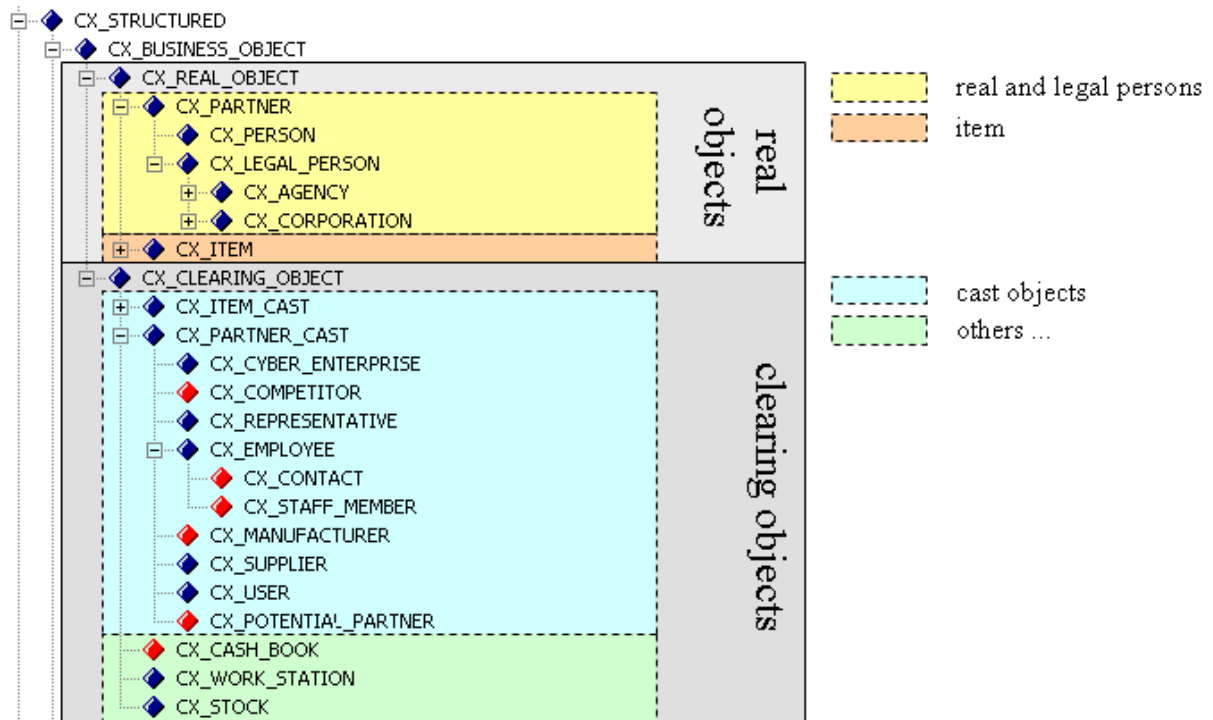 CX_STRUCTURED
CX_BUSINESS_OBJECT
CX_REAL_OBJECT
CX_PARTNER
CX_PERSON
CX_LEGAL_PERSON
CX_AGENCY
CX_CORPORATION
CX_ITEM
real
objects
real and legal persons
item
CX_CLEARING_OBJECT
CX_ITEM_CAST
CX_PARTNER_CAST
CX_CYBER_ENTERPRISE
CX_COMPETITOR
CX_REPRESENTATIVE
CX_EMPLOYEE
CX_CONTACT
CX_STAFF_MEMBER
CX_MANUFACTURER
CX_SUPPLIER
CX_USER
CX_POTENTIAL_PARTNER
CX_CASH_BOOK
CX_WORK_STATION
CX_STOCK
clearing objects
cast objects
others ...